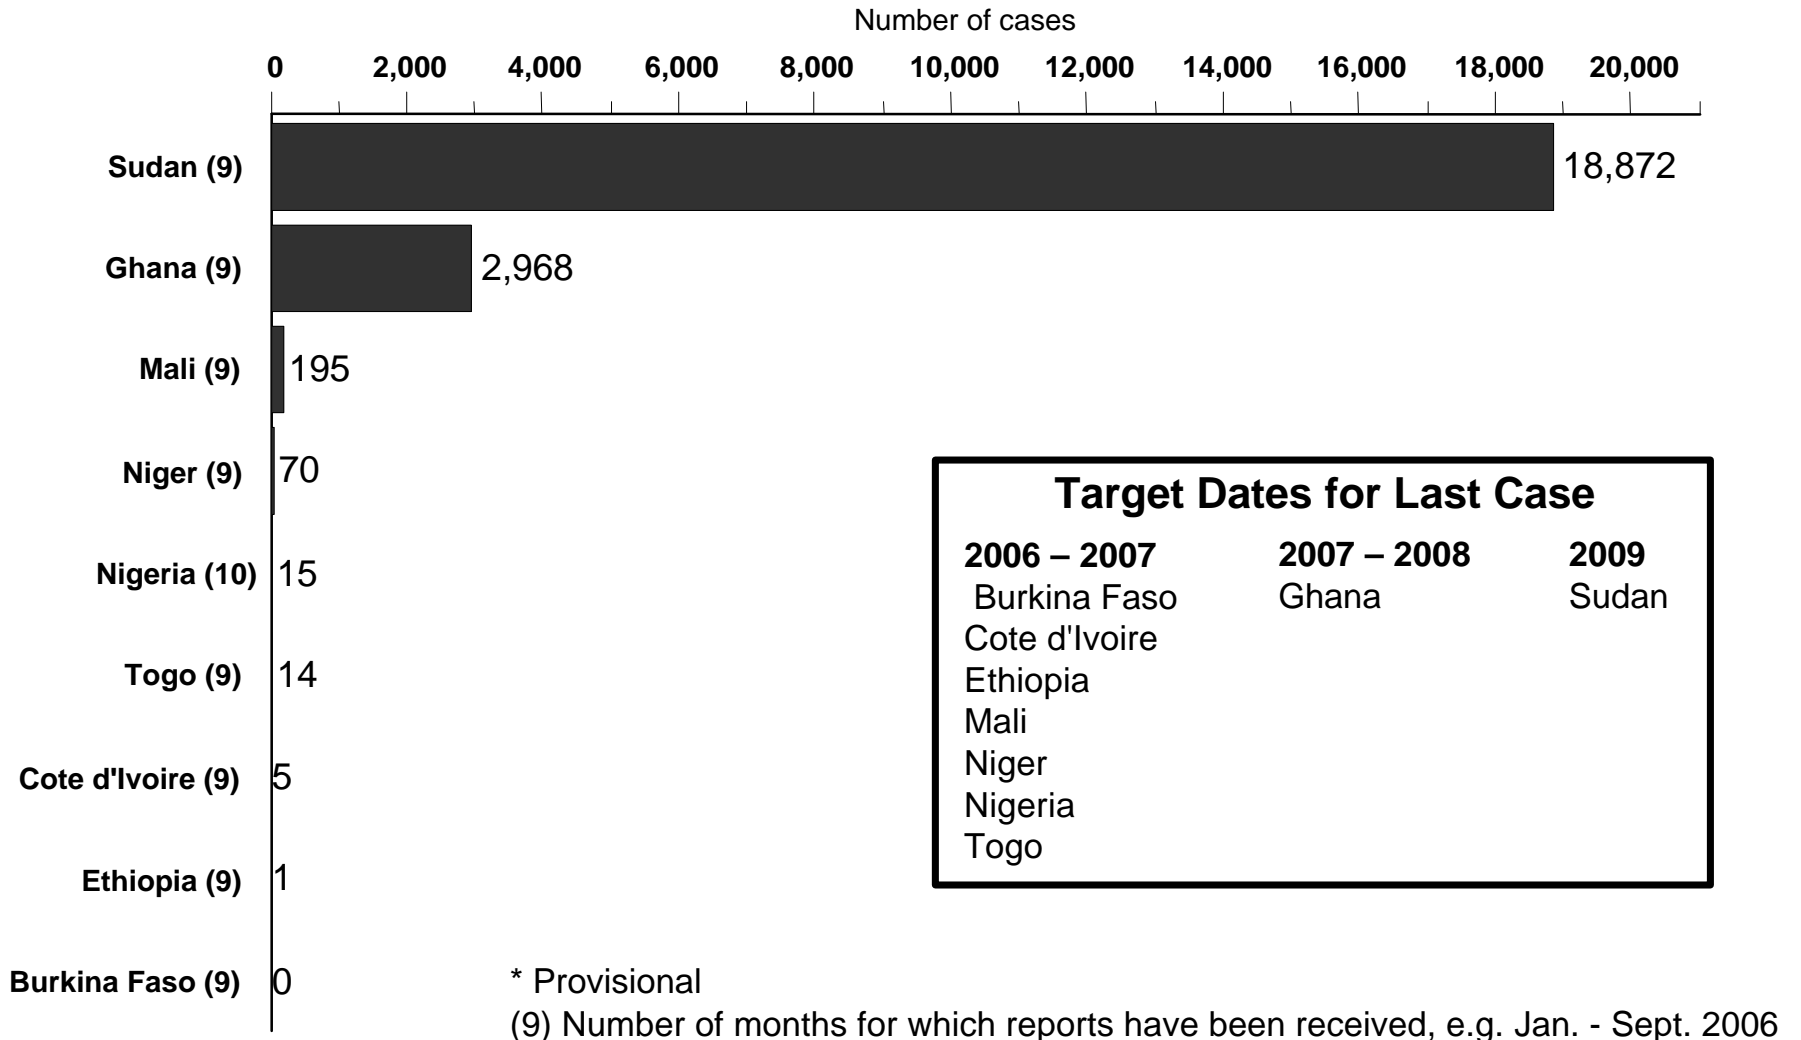 Number of cases
0 2,000 4,000 6,000 8,000 10,000 12,000 14,000 16,000 18,000 20,000
Sudan (9) 18,872
Ghana (9) 2,968
Mali (9) 195
Niger (9) 70
Nigeria (10) 15
Togo (9) 14
Cote d'Ivoire (9) 5
Ethiopia (9) 1
Burkina Faso (9) 0
Target Dates for Last Case
2006 – 2007 2007 – 2008 2009
Burkina Faso Ghana Sudan
Cote d'Ivoire
Ethiopia
Mali
Niger
Nigeria
Togo
* Provisional
(9) Number of months for which reports have been received, e.g. Jan. - Sept. 2006